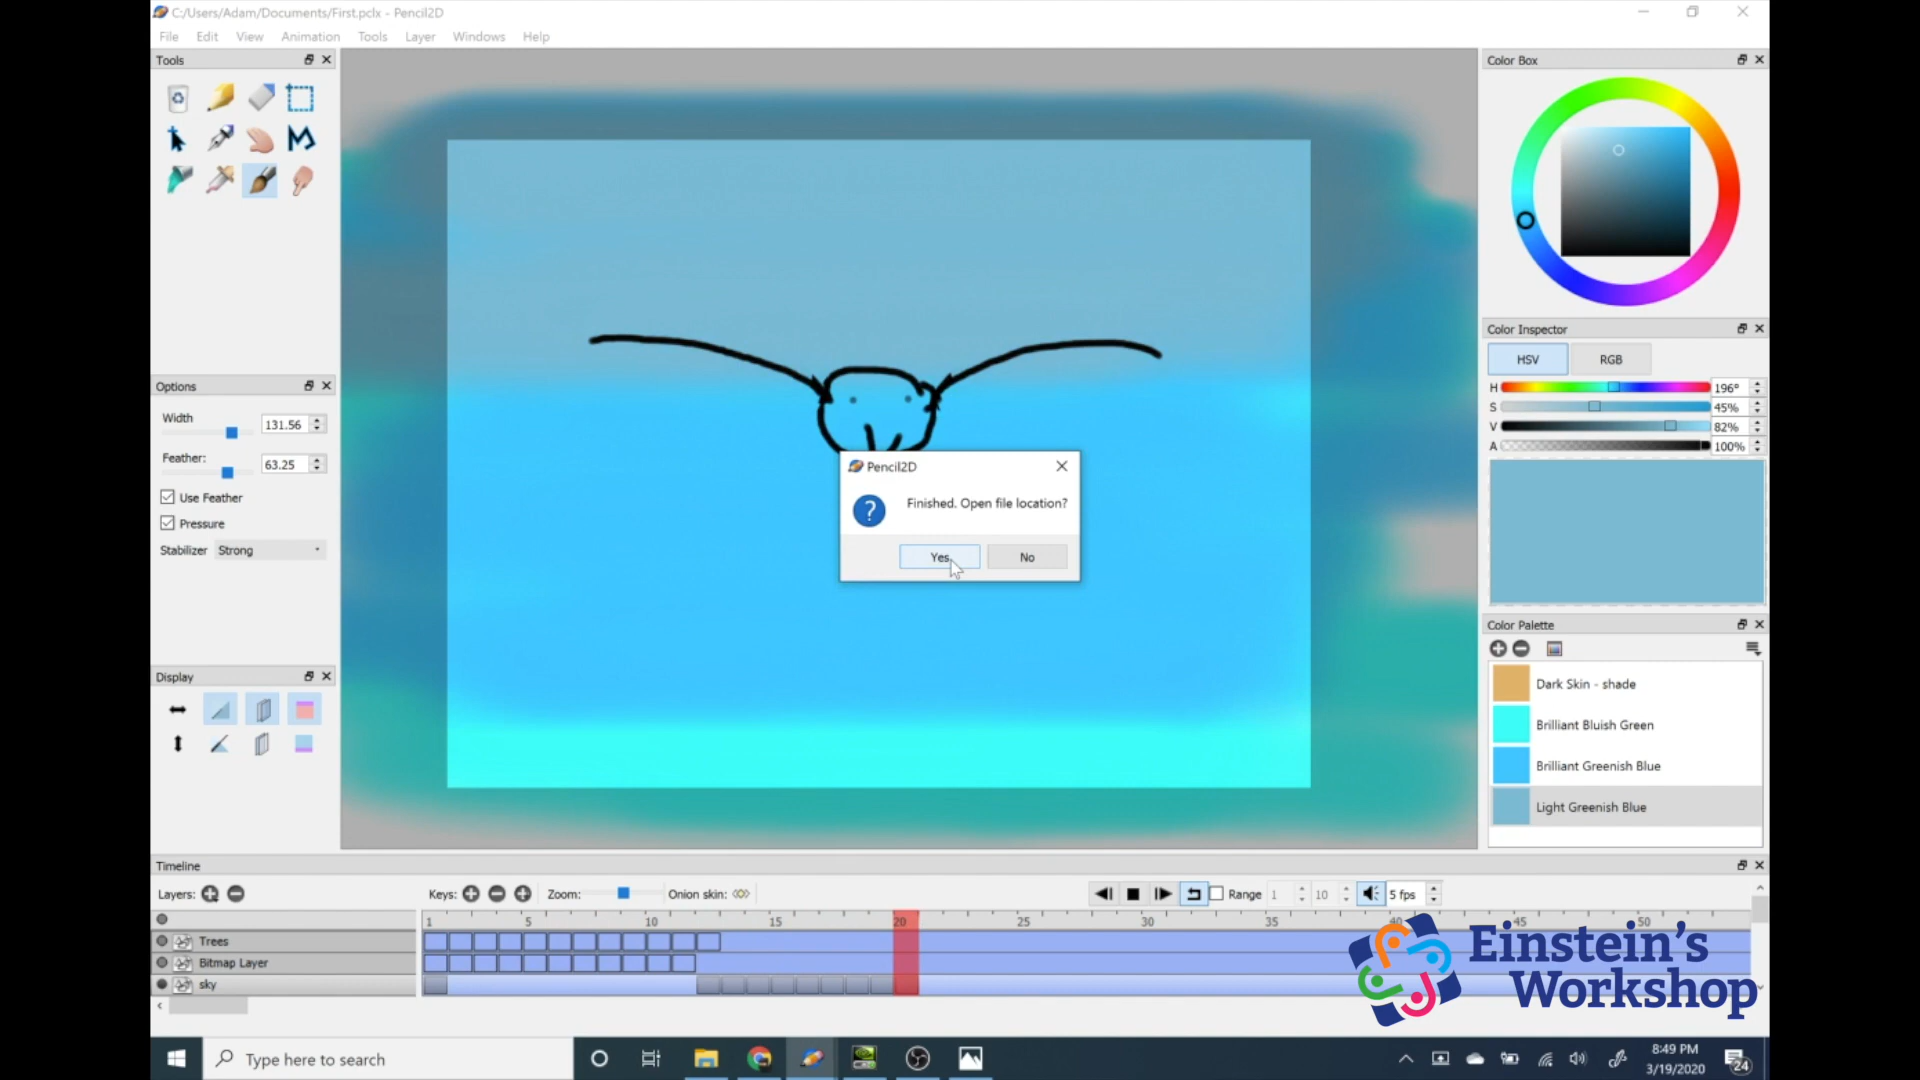 C:/Users/Adam/Documents/First.pclx - Pencil2D
File Edit View Animation Tools Layer Windows Help
Tools
Color Box
Color Inspector
HSV RGB
H 196°
S 45%
V 82%
A 100%
Options
Width
131.56
Feather:
63.25
Use Feather
Pressure
Stabilizer Strong
Pencil2D
Finished. Open file location?
Yes No
Color Palette
Dark Skin - shade
Brilliant Bluish Green
Brilliant Greenish Blue
Light Greenish Blue
Display
Timeline
Layers: Keys: Zoom: Onion skin: Range 1 10 5 fps
1 5 10 15 20 25 30 35 40 45 50
Trees
Bitmap Layer
sky
Einstein's
Workshop
Type here to search
8:49 PM
3/19/2020
24